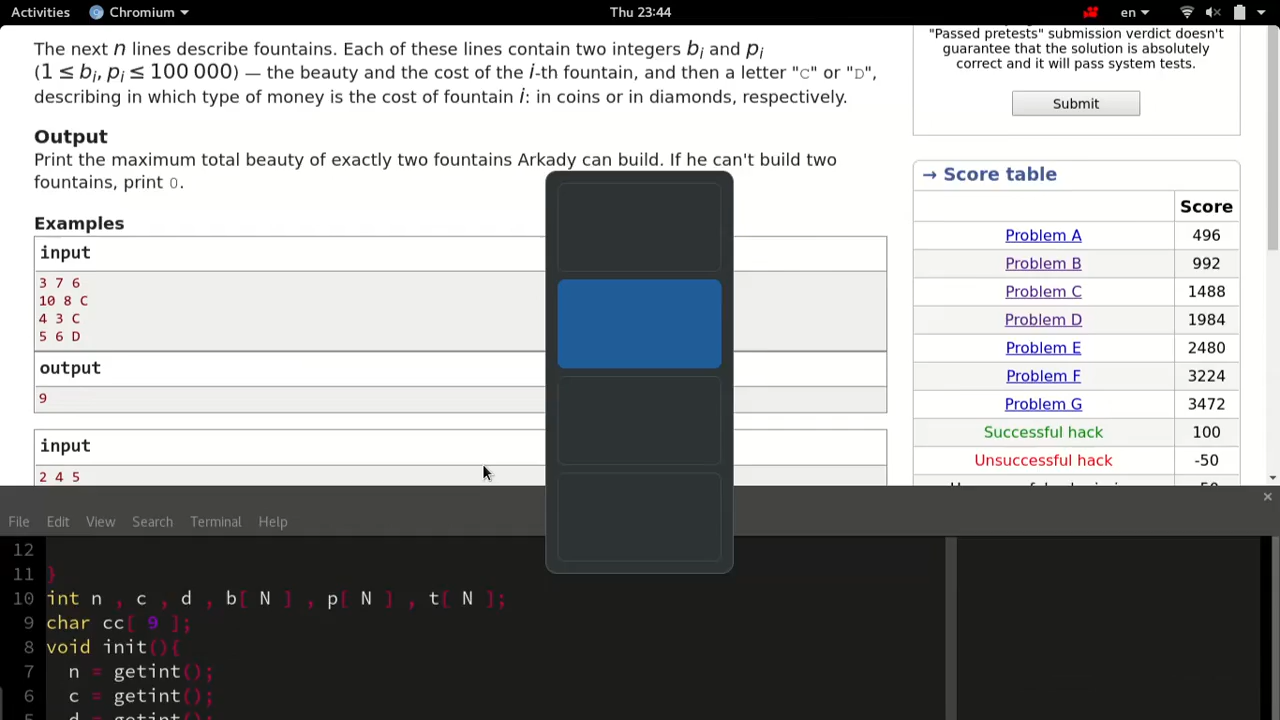 Activities Chromium Thu 23:44 en
The next n lines describe fountains. Each of these lines contain two integers bi and pi
(1 ≤ bi, pi ≤ 100 000) — the beauty and the cost of the i-th fountain, and then a letter "C" or "D",
describing in which type of money is the cost of fountain i: in coins or in diamonds, respectively.
Output
Print the maximum total beauty of exactly two fountains Arkady can build. If he can't build two
fountains, print 0.
Examples
input
3 7 6
10 8 C
4 3 C
5 6 D
output
9
input
2 4 5
"Passed pretests" submission verdict doesn't
guarantee that the solution is absolutely
correct and it will pass system tests.
Submit
→ Score table
Score
Problem A 496
Problem B 992
Problem C 1488
Problem D 1984
Problem E 2480
Problem F 3224
Problem G 3472
Successful hack 100
Unsuccessful hack -50
File Edit View Search Terminal Help
12
11 }
10 int n , c , d , b[ N ] , p[ N ] , t[ N ];
9 char cc[ 9 ];
8 void init(){
7 n = getint();
6 c = getint();
d = getint();